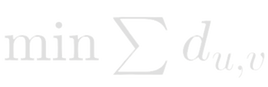 min ∑ d_{u,v}